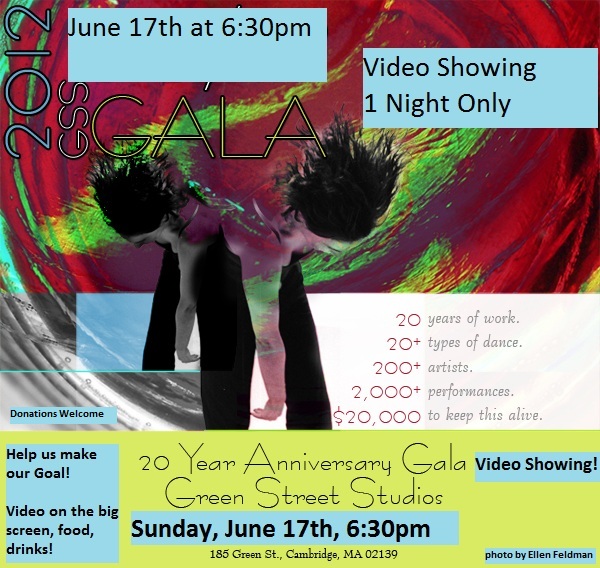 2012
GSS
GALA
June 17th at 6:30pm
Video Showing
1 Night Only
20 years of work.
20+ types of dance.
200+ artists.
2,000+ performances.
$20,000 to keep this alive.
Donations Welcome
Help us make
our Goal!
Video on the big
screen, food,
drinks!
20 Year Anniversary Gala
Green Street Studios
Video Showing!
Sunday, June 17th, 6:30pm
185 Green St., Cambridge, MA 02139
photo by Ellen Feldman